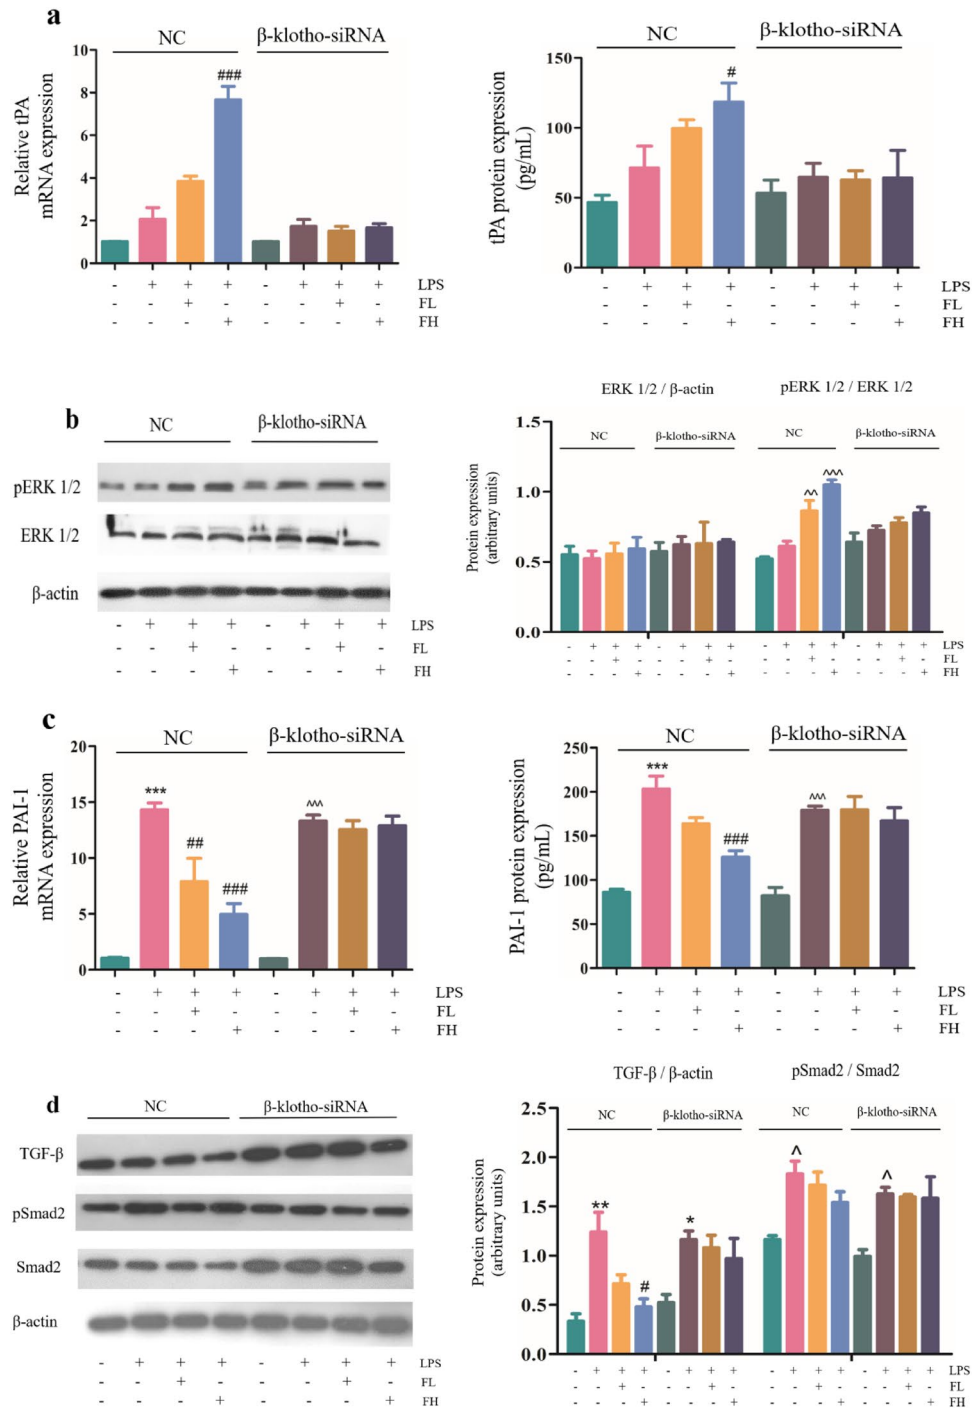 a
NC β-klotho-siRNA
Relative tPA
mRNA expression
10
8
6
4
2
0
###
- + + + - + + + LPS
- - + - - - + - FL
- - - + - - - + FH
NC β-klotho-siRNA
tPA protein expression
(pg/mL)
150
100
50
0
#
- + + + - + + + LPS
- - + - - - + - FL
- - - + - - - + FH
b
NC β-klotho-siRNA
pERK 1/2
ERK 1/2
β-actin
- + + + - + + + LPS
- - + - - - + - FL
- - - + - - - + FH
ERK 1/2 / β-actin pERK 1/2 / ERK 1/2
NC β-klotho-siRNA NC β-klotho-siRNA
Protein expression
(arbitrary units)
1.5
1.0
0.5
0.0
^^ ^^^
- + + + - + + + - + + + - + + + LPS
- - + - - - + - - - + - - - + - FL
- - - + - - - + - - - + - - - + FH
c
NC β-klotho-siRNA
Relative PAI-1
mRNA expression
20
15
10
5
0
*** ## ### ^^^
- + + + - + + + LPS
- - + - - - + - FL
- - - + - - - + FH
NC β-klotho-siRNA
PAI-1 protein expression
(pg/mL)
250
200
150
100
50
0
*** ### ^^^
- + + + - + + + LPS
- - + - - - + - FL
- - - + - - - + FH
d
NC β-klotho-siRNA
TGF-β
pSmad2
Smad2
β-actin
- + + + - + + + LPS
- - + - - - + - FL
- - - + - - - + FH
TGF-β / β-actin pSmad2 / Smad2
NC β-klotho-siRNA NC β-klotho-siRNA
Protein expression
(arbitrary units)
2.5
2.0
1.5
1.0
0.5
0.0
** # * ^ ^
- + + + - + + + - + + + - + + + LPS
- - + - - - + - - - + - - - + - FL
- - - + - - - + - - - + - - - + FH